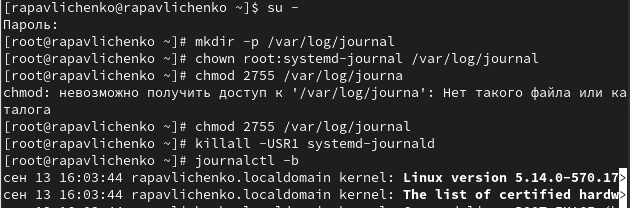 [rapavlichenko@rapavlichenko ~]$ su -
Пароль:
[root@rapavlichenko ~]# mkdir -p /var/log/journal
[root@rapavlichenko ~]# chown root:systemd-journal /var/log/journal
[root@rapavlichenko ~]# chmod 2755 /var/log/journa
chmod: невозможно получить доступ к '/var/log/journa': Нет такого файла или ка
талога
[root@rapavlichenko ~]# chmod 2755 /var/log/journal
[root@rapavlichenko ~]# killall -USR1 systemd-journald
[root@rapavlichenko ~]# journalctl -b
сен 13 16:03:44 rapavlichenko.localdomain kernel: Linux version 5.14.0-570.17>
сен 13 16:03:44 rapavlichenko.localdomain kernel: The list of certified hardw>